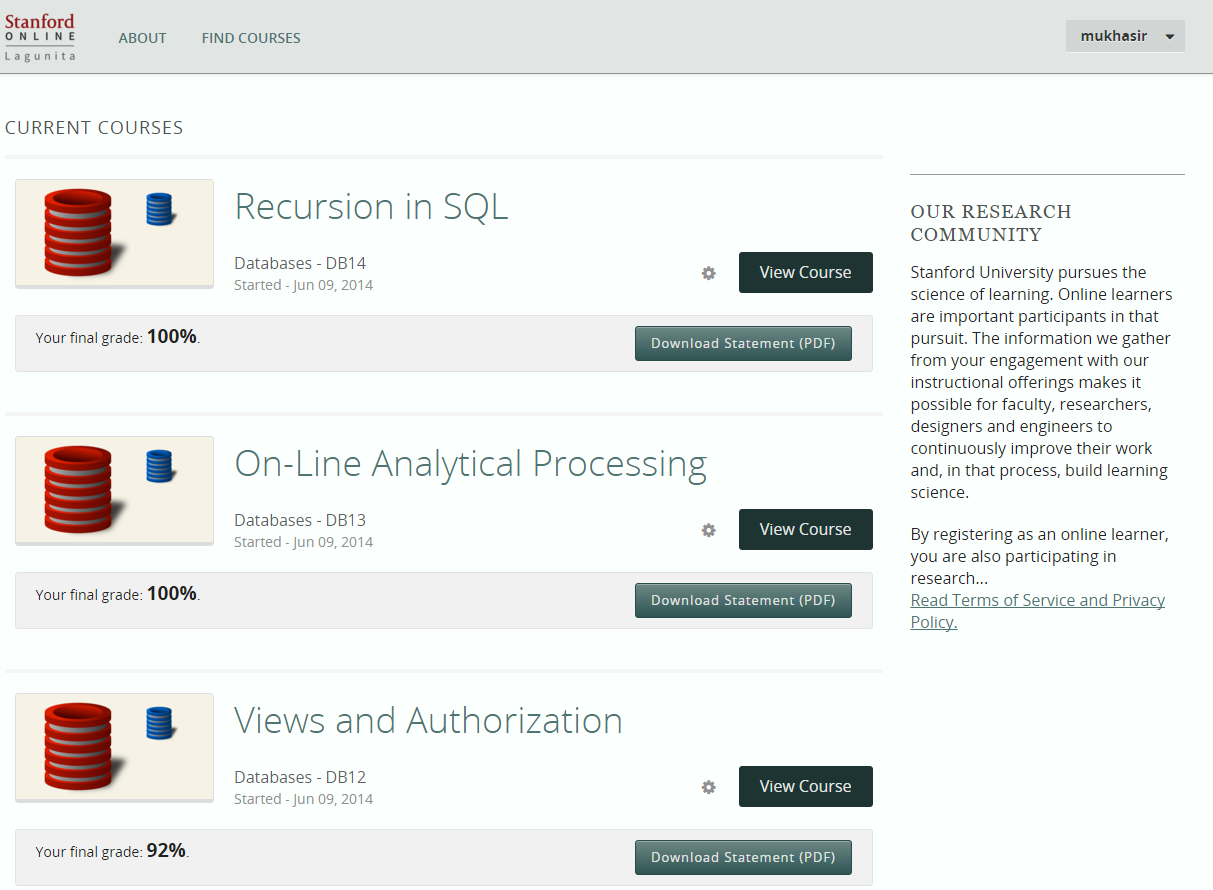 Stanford
ONLINE
Lagunita
ABOUT
FIND COURSES
mukhasir
CURRENT COURSES
Recursion in SQL
Databases - DB14
Started - Jun 09, 2014
View Course
Your final grade: 100%.
Download Statement (PDF)
On-Line Analytical Processing
Databases - DB13
Started - Jun 09, 2014
View Course
Your final grade: 100%.
Download Statement (PDF)
Views and Authorization
Databases - DB12
Started - Jun 09, 2014
View Course
Your final grade: 92%.
Download Statement (PDF)
OUR RESEARCH
COMMUNITY
Stanford University pursues the
science of learning. Online learners
are important participants in that
pursuit. The information we gather
from your engagement with our
instructional offerings makes it
possible for faculty, researchers,
designers and engineers to
continuously improve their work
and, in that process, build learning
science.
By registering as an online learner,
you are also participating in
research...
Read Terms of Service and Privacy
Policy.